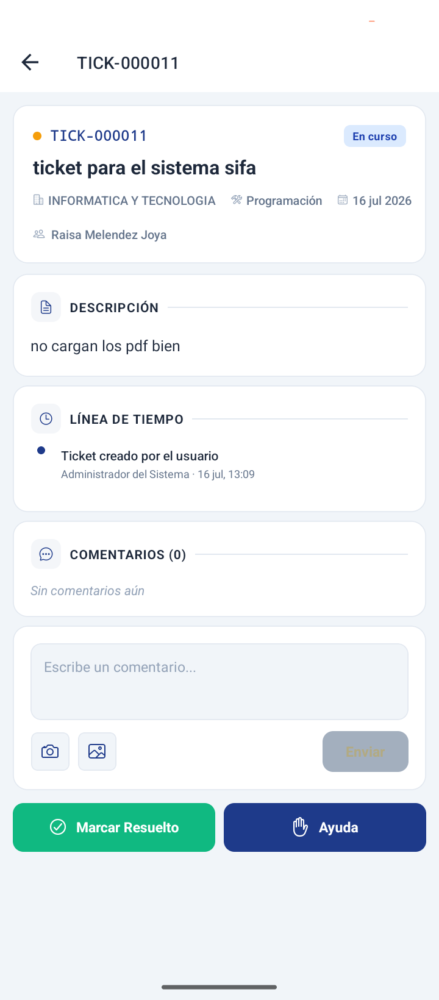 TICK-000011
TICK-000011
En curso
ticket para el sistema sifa
INFORMATICA Y TECNOLOGIA Programación 16 jul 2026
Raisa Melendez Joya
DESCRIPCIÓN
no cargan los pdf bien
LÍNEA DE TIEMPO
Ticket creado por el usuario
Administrador del Sistema · 16 jul, 13:09
COMENTARIOS (0)
Sin comentarios aún
Escribe un comentario...
Enviar
Marcar Resuelto
Ayuda